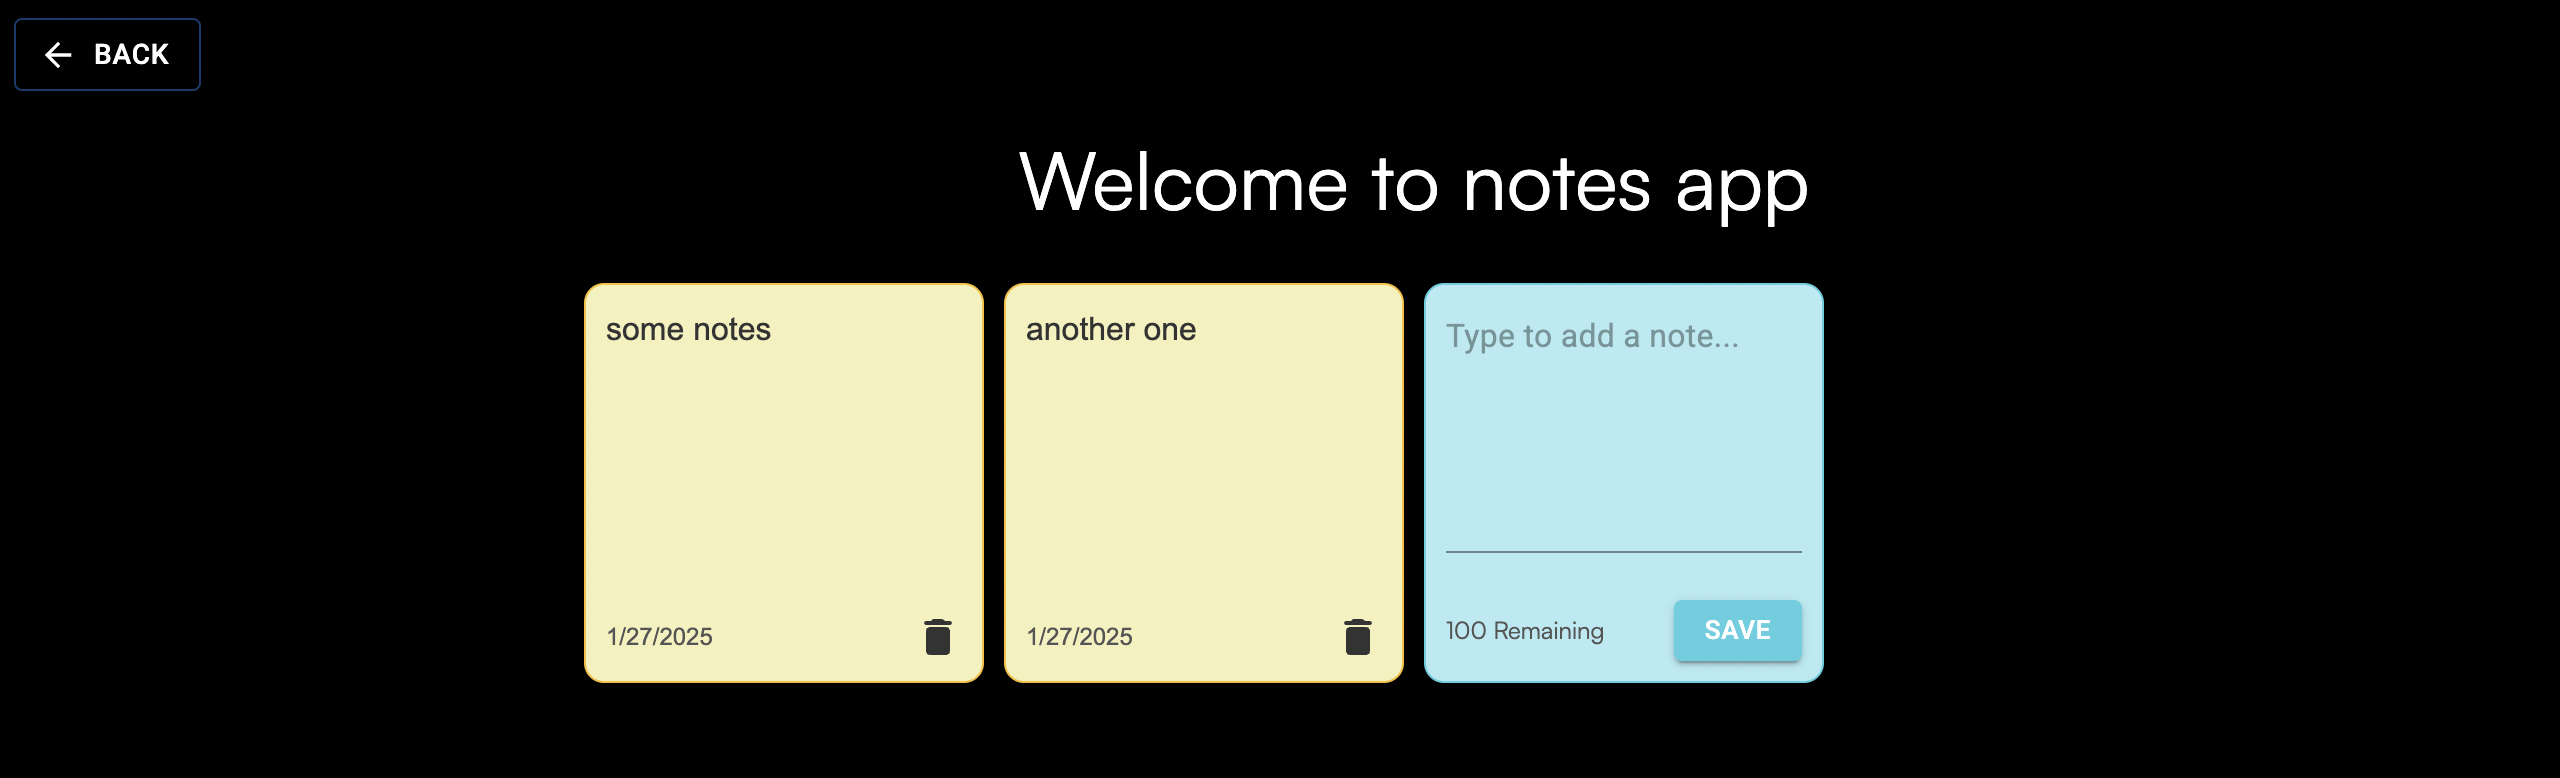 BACK
Welcome to notes app
some notes
1/27/2025
another one
1/27/2025
Type to add a note...
100 Remaining
SAVE